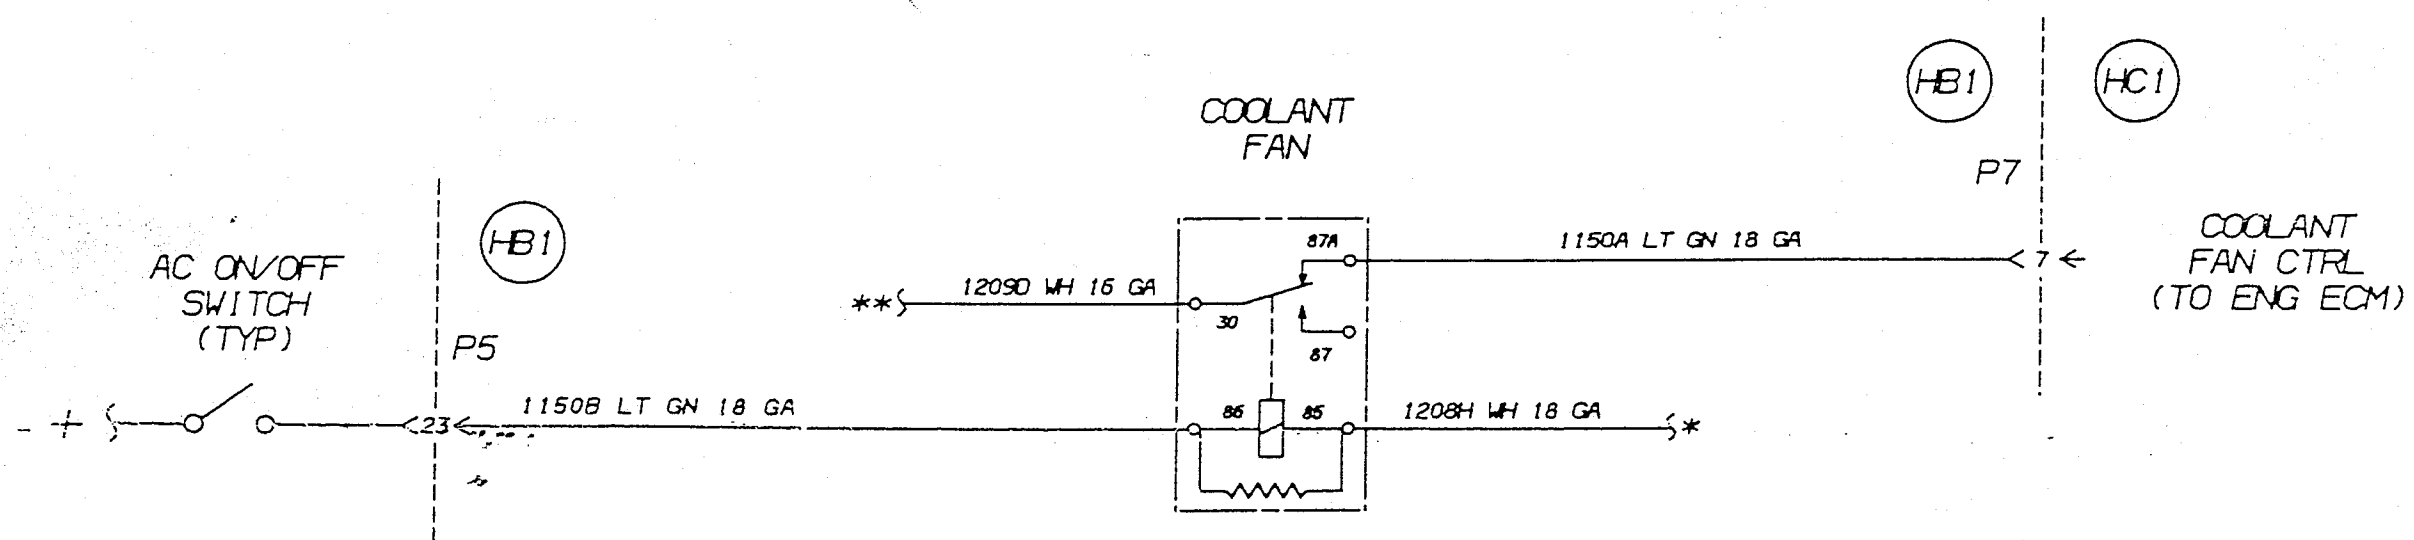 HB1
HC1
COOLANT
FAN
P7
HB1
87A
1150A LT GN 18 GA
7
COOLANT
FAN CTRL
(TO ENG ECM)
AC ON/OFF
SWITCH
(TYP)
**
1209D WH 16 GA
30
87
P5
- +
23
1150B LT GN 18 GA
86
85
1208H WH 18 GA
*